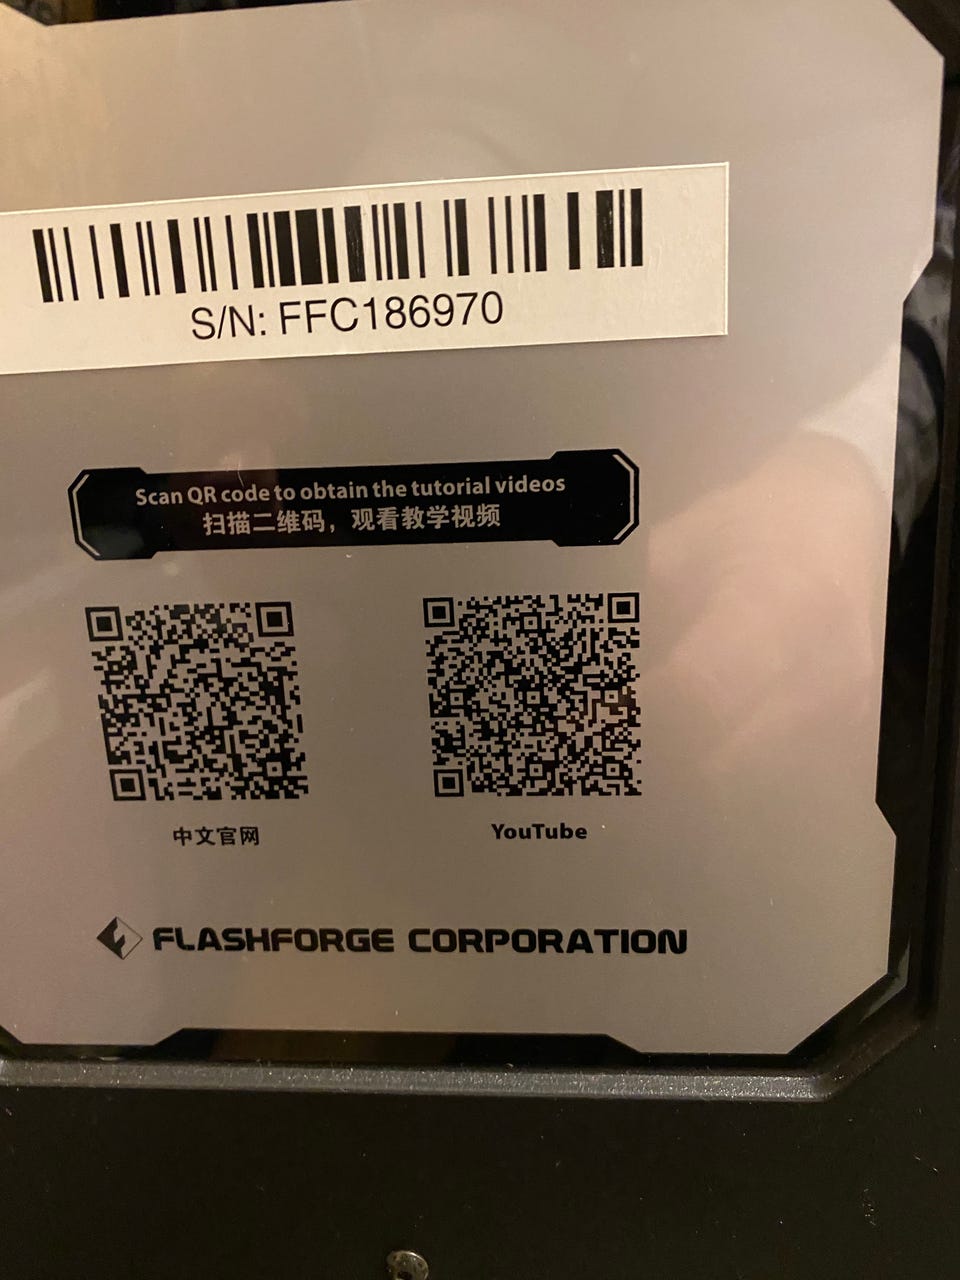 S/N: FFC186970
Scan QR code to obtain the tutorial videos
扫描二维码，观看教学视频
中文官网
YouTube
FLASHFORGE CORPORATION